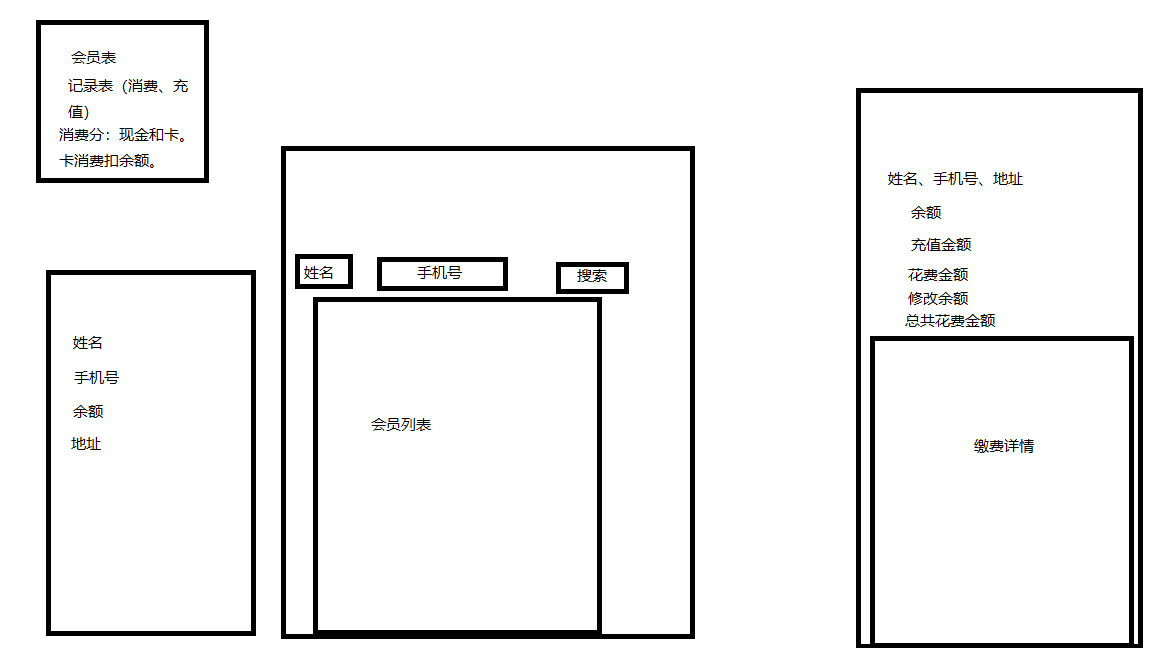 会员表
记录表（消费、充
值）
消费分：现金和卡。
卡消费扣余额。
姓名
手机号
余额
地址
姓名
手机号
搜索
会员列表
姓名、手机号、地址
余额
充值金额
花费金额
修改余额
总共花费金额
缴费详情